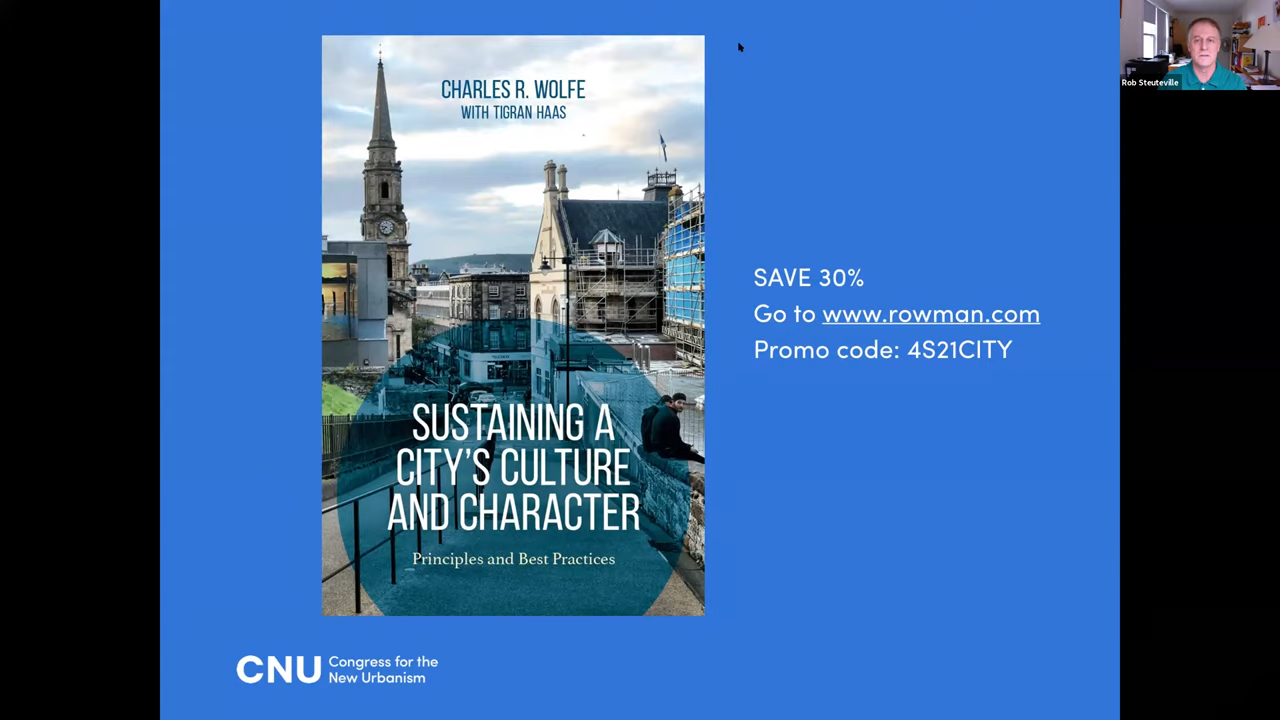 CHARLES R. WOLFE
WITH TIGRAN HAAS
SUSTAINING A
CITY'S CULTURE
AND CHARACTER
Principles and Best Practices
SAVE 30%
Go to www.rowman.com
Promo code: 4S21CITY
CNU Congress for the
New Urbanism
Rob Steuteville